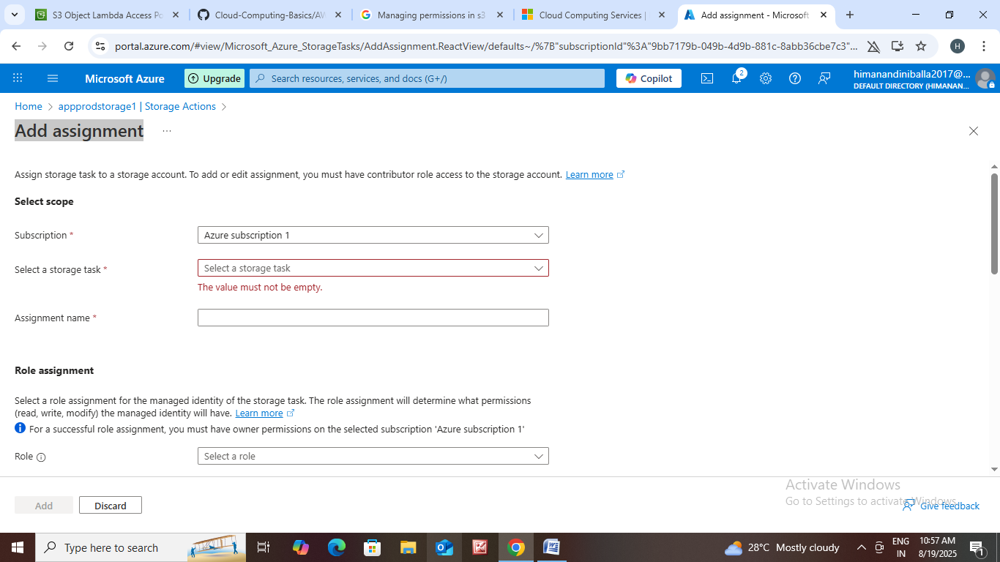 S3 Object Lambda Access Po
Cloud-Computing-Basics/AW
Managing permissions in s3
Cloud Computing Services |
Add assignment - Microsoft
portal.azure.com/#view/Microsoft_Azure_StorageTasks/AddAssignment.ReactView/defaults~/%7B"subscriptionId"%3A"9bb7179b-049b-4d9b-881c-8abb36cbe7c3"...
H
Microsoft Azure
Upgrade
Search resources, services, and docs (G+/)
Copilot
2
himanandiniballa2017@...
DEFAULT DIRECTORY (HIMANAN...
Home > appprodstorage1 | Storage Actions >
Add assignment ...
Assign storage task to a storage account. To add or edit assignment, you must have contributor role access to the storage account. Learn more
Select scope
Subscription *
Azure subscription 1
Select a storage task *
Select a storage task
The value must not be empty.
Assignment name *
Role assignment
Select a role assignment for the managed identity of the storage task. The role assignment will determine what permissions
(read, write, modify) the managed identity will have. Learn more
For a successful role assignment, you must have owner permissions on the selected subscription 'Azure subscription 1'
Role
Select a role
Activate Windows
Go to Settings to activate Windows.
Add
Discard
Give feedback
Type here to search
28°C Mostly cloudy
ENG
IN
10:57 AM
8/19/2025
1